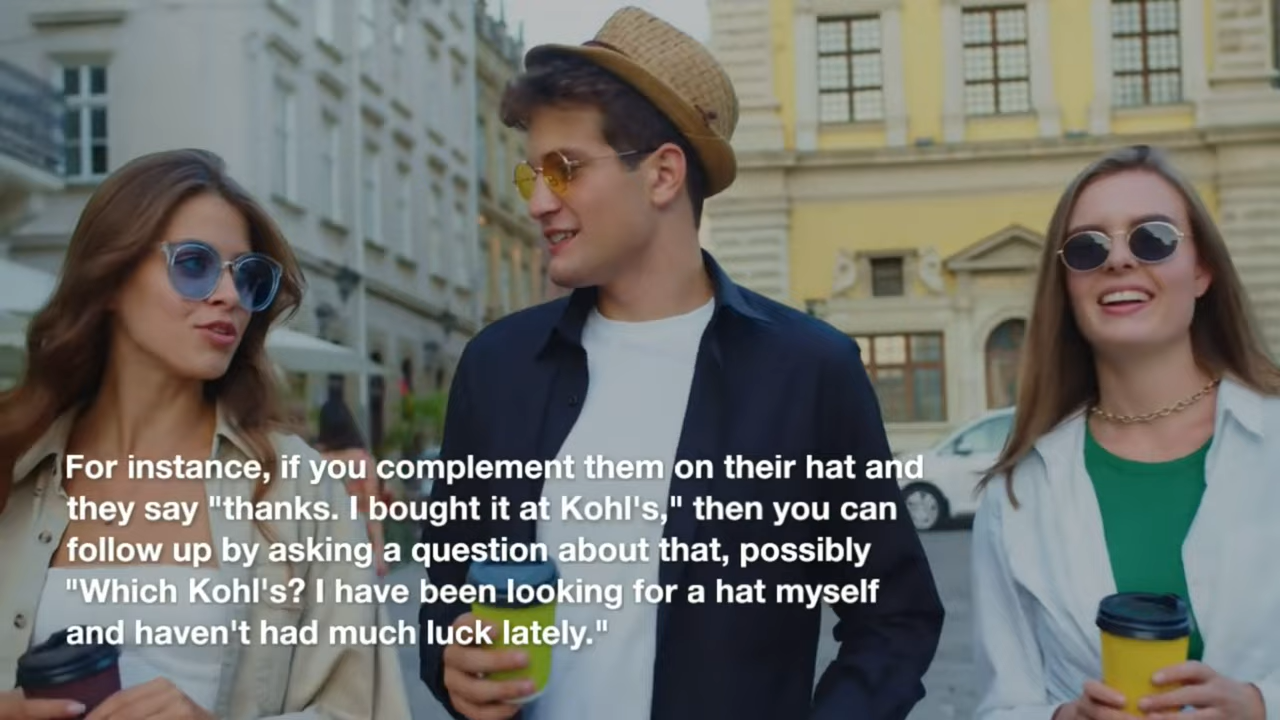 For instance, if you complement them on their hat and
they say "thanks. I bought it at Kohl's," then you can
follow up by asking a question about that, possibly
"Which Kohl's? I have been looking for a hat myself
and haven't had much luck lately."